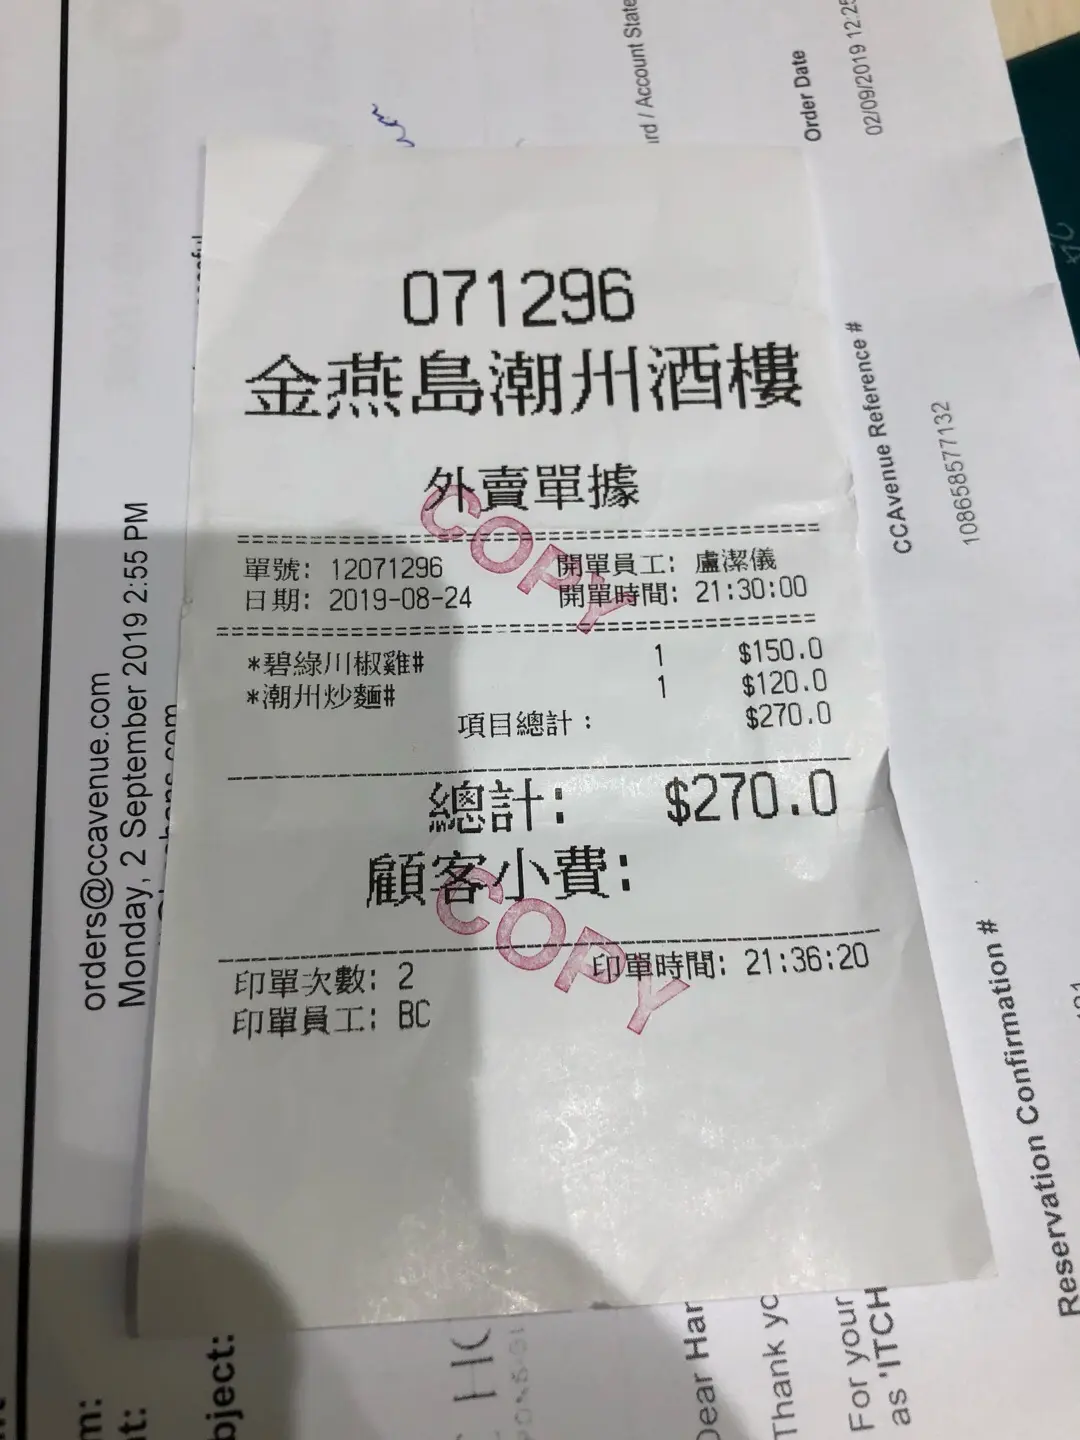 071296
金燕島潮州酒樓
外賣單據
COPY
單號: 12071296 開單員工: 盧潔儀
日期: 2019-08-24 開單時間: 21:30:00
*碧綠川椒雞# 1 $150.0
*潮州炒麵# 1 $120.0
項目總計: $270.0
總計: $270.0
顧客小費:
COPY
印單次數: 2 印單時間: 21:36:20
印單員工: BC
orders@ccavenue.com
Monday, 2 September 2019 2:55 PM
Order Date
02/09/2019 12:25
/ Account State
CCAvenue Reference #
108658577132
Reservation Confirmation #
Dear Har
Thank yo
For your
as 'ITCH